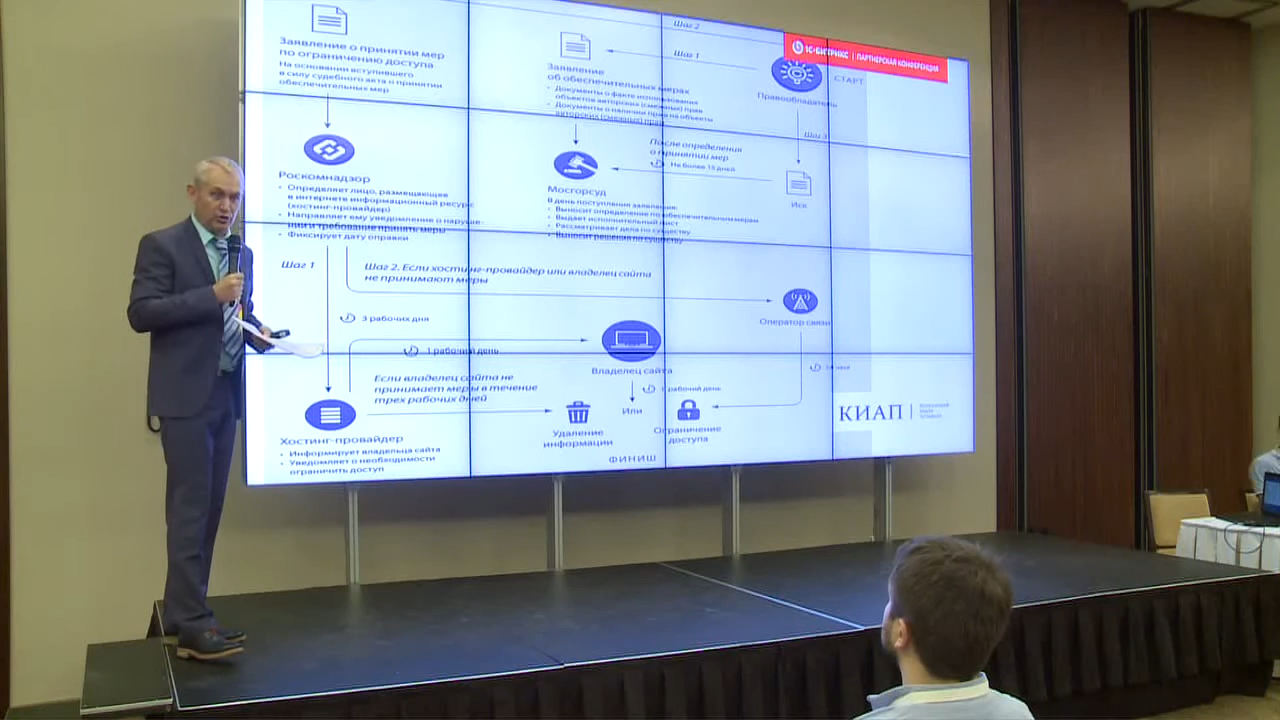 Шаг 2
Заявление о принятии мер
по ограничению доступа
На основании вступившего
в силу судебного акта о принятии
обеспечительных мер
Заявление
об обеспечительных мерах
• Документы о факте использования
объектов авторских (смежных) прав
• Документы о наличии прав на объекты
авторских (смежных) прав
Шаг 1
1С-БИТРИКС | ПАРТНЕРСКАЯ КОНФЕРЕНЦИЯ
СТАРТ
Правообладатель
Шаг 3
После определения
о принятии мер
Не более 15 дней
Иск
Роскомнадзор
• Определяет лицо, размещающее
в интернете информационный ресурс
(хостинг-провайдер)
• Направляет ему уведомление о наруше-
нии и требование принять меры
• Фиксирует дату оправки
Мосгорсуд
В день поступления заявления:
• Выносит определение по обеспечительным мерам
• Выдает исполнительный лист
• Рассматривает дела по существу
• Выносит решения по существу
Шаг 1
Шаг 2. Если хостинг-провайдер или владелец сайта
не принимают меры
Оператор связи
3 рабочих дня
1 рабочий день
Владелец сайта
рабочий день
Если владелец сайта не
принимает меры в течение
трех рабочих дней
Или
Удаление
информации
Ограничение
доступа
ФИНИШ
Хостинг-провайдер
• Информирует владельца сайта
• Уведомляет о необходимости
ограничить доступ
КИАП